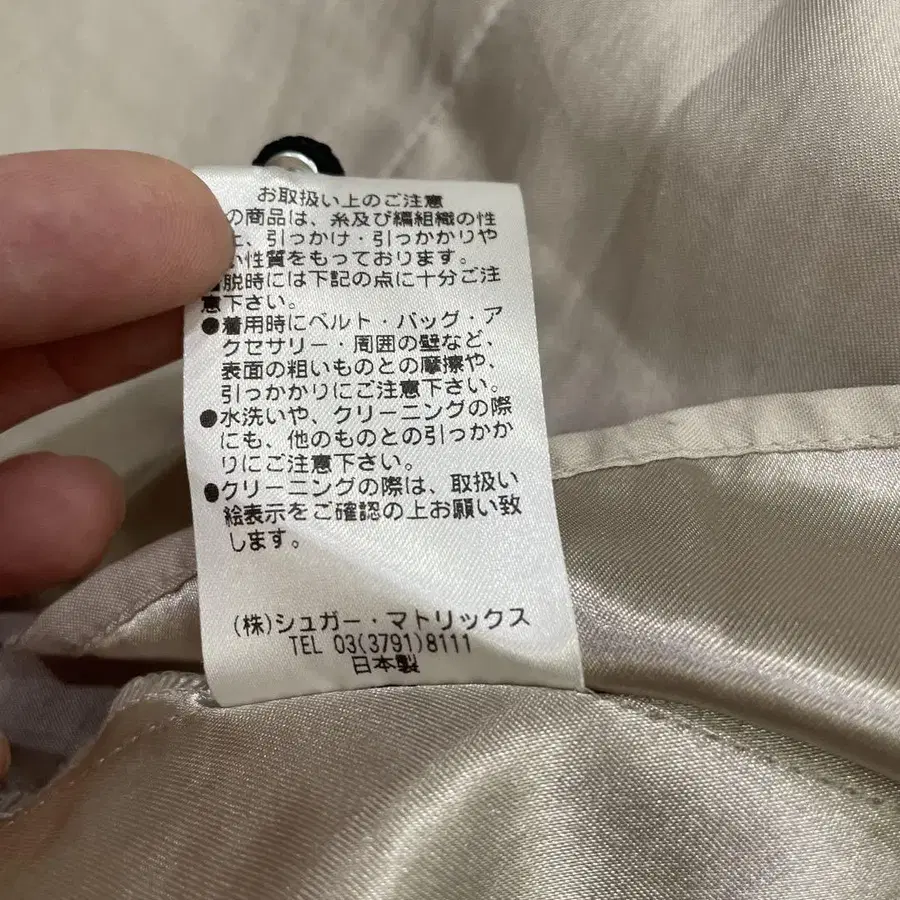 お取扱い上のご注意
の商品は、糸及び編組織の性
上、引っかけ・引っかかりや
い性質をもっております。
脱時には下記の点に十分ご注
意下さい。
●着用時にベルト・バッグ・ア
クセサリー・周囲の壁など、
表面の粗いものとの摩擦や、
引っかかりにご注意下さい。
●水洗いや、クリーニングの際
にも、他のものとの引っかか
りにご注意下さい。
●クリーニングの際は、取扱い
絵表示をご確認の上お願い致
します。
(株)シュガー・マトリックス
TEL 03(3791)8111
日本製